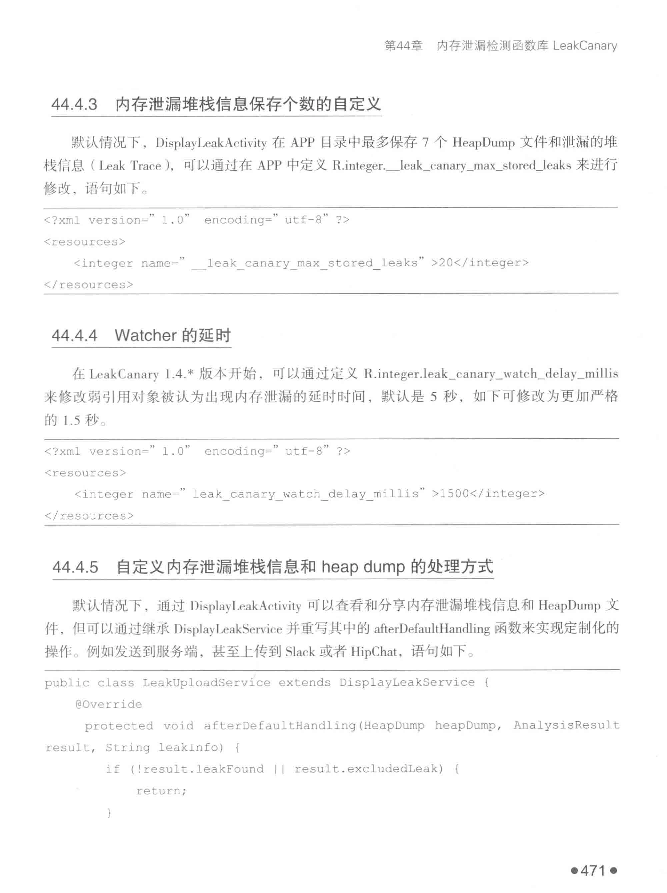 第44章　内存泄漏检测函数库 LeakCanary
44.4.3　内存泄漏堆栈信息保存个数的自定义
默认情况下，DisplayLeakActivity 在 APP 目录中最多保存 7 个 HeapDump 文件和泄漏的堆
栈信息（Leak Trace），可以通过在 APP 中定义 R.integer.__leak_canary_max_stored_leaks 来进行
修改，语句如下。
<?xml version=”1.0” encoding=”utf-8”?>
<resources>
<integer name=”__leak_canary_max_stored_leaks”>20</integer>
</resources>
44.4.4　Watcher 的延时
在 LeakCanary 1.4.* 版本开始，可以通过定义 R.integer.leak_canary_watch_delay_millis
来修改弱引用对象被认为出现内存泄漏的延时时间，默认是 5 秒，如下可修改为更加严格
的 1.5 秒。
<?xml version=”1.0” encoding=”utf-8”?>
<resources>
<integer name=”leak_canary_watch_delay_millis”>1500</integer>
</resources>
44.4.5　自定义内存泄漏堆栈信息和 heap dump 的处理方式
默认情况下，通过 DisplayLeakActivity 可以查看和分享内存泄漏堆栈信息和 HeapDump 文
件，但可以通过继承 DisplayLeakService 并重写其中的 afterDefaultHandling 函数来实现定制化的
操作。例如发送到服务端，甚至上传到 Slack 或者 HipChat，语句如下。
public class LeakUploadService extends DisplayLeakService {
@Override
protected void afterDefaultHandling(HeapDump heapDump, AnalysisResult
result, String leakInfo) {
if (!result.leakFound || result.excludedLeak) {
return;
}
●471●